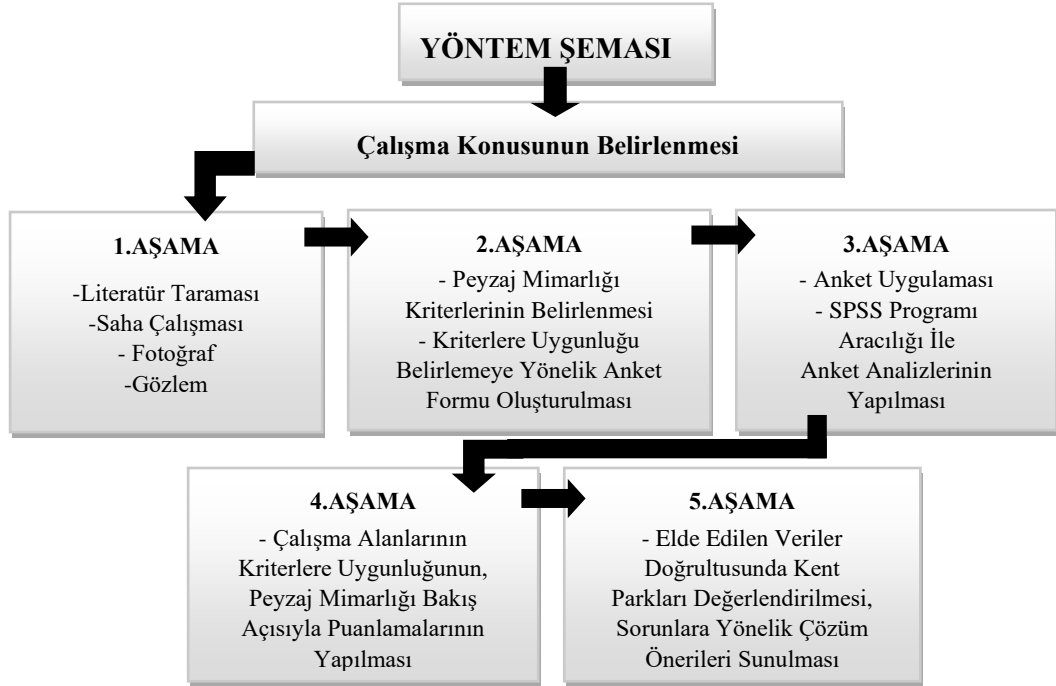 YÖNTEM ŞEMASI
Çalışma Konusunun Belirlenmesi
1.AŞAMA
-Literatür Taraması
-Saha Çalışması
- Fotoğraf
-Gözlem
2.AŞAMA
- Peyzaj Mimarlığı
Kriterlerinin Belirlenmesi
- Kriterlere Uygunluğu
Belirlemeye Yönelik Anket
Formu Oluşturulması
3.AŞAMA
- Anket Uygulaması
- SPSS Programı
Aracılığı İle
Anket Analizlerinin
Yapılması
4.AŞAMA
- Çalışma Alanlarının
Kriterlere Uygunluğunun,
Peyzaj Mimarlığı Bakış
Açısıyla Puanlamalarının
Yapılması
5.AŞAMA
- Elde Edilen Veriler
Doğrultusunda Kent
Parkları Değerlendirilmesi,
Sorunlara Yönelik Çözüm
Önerileri Sunulması